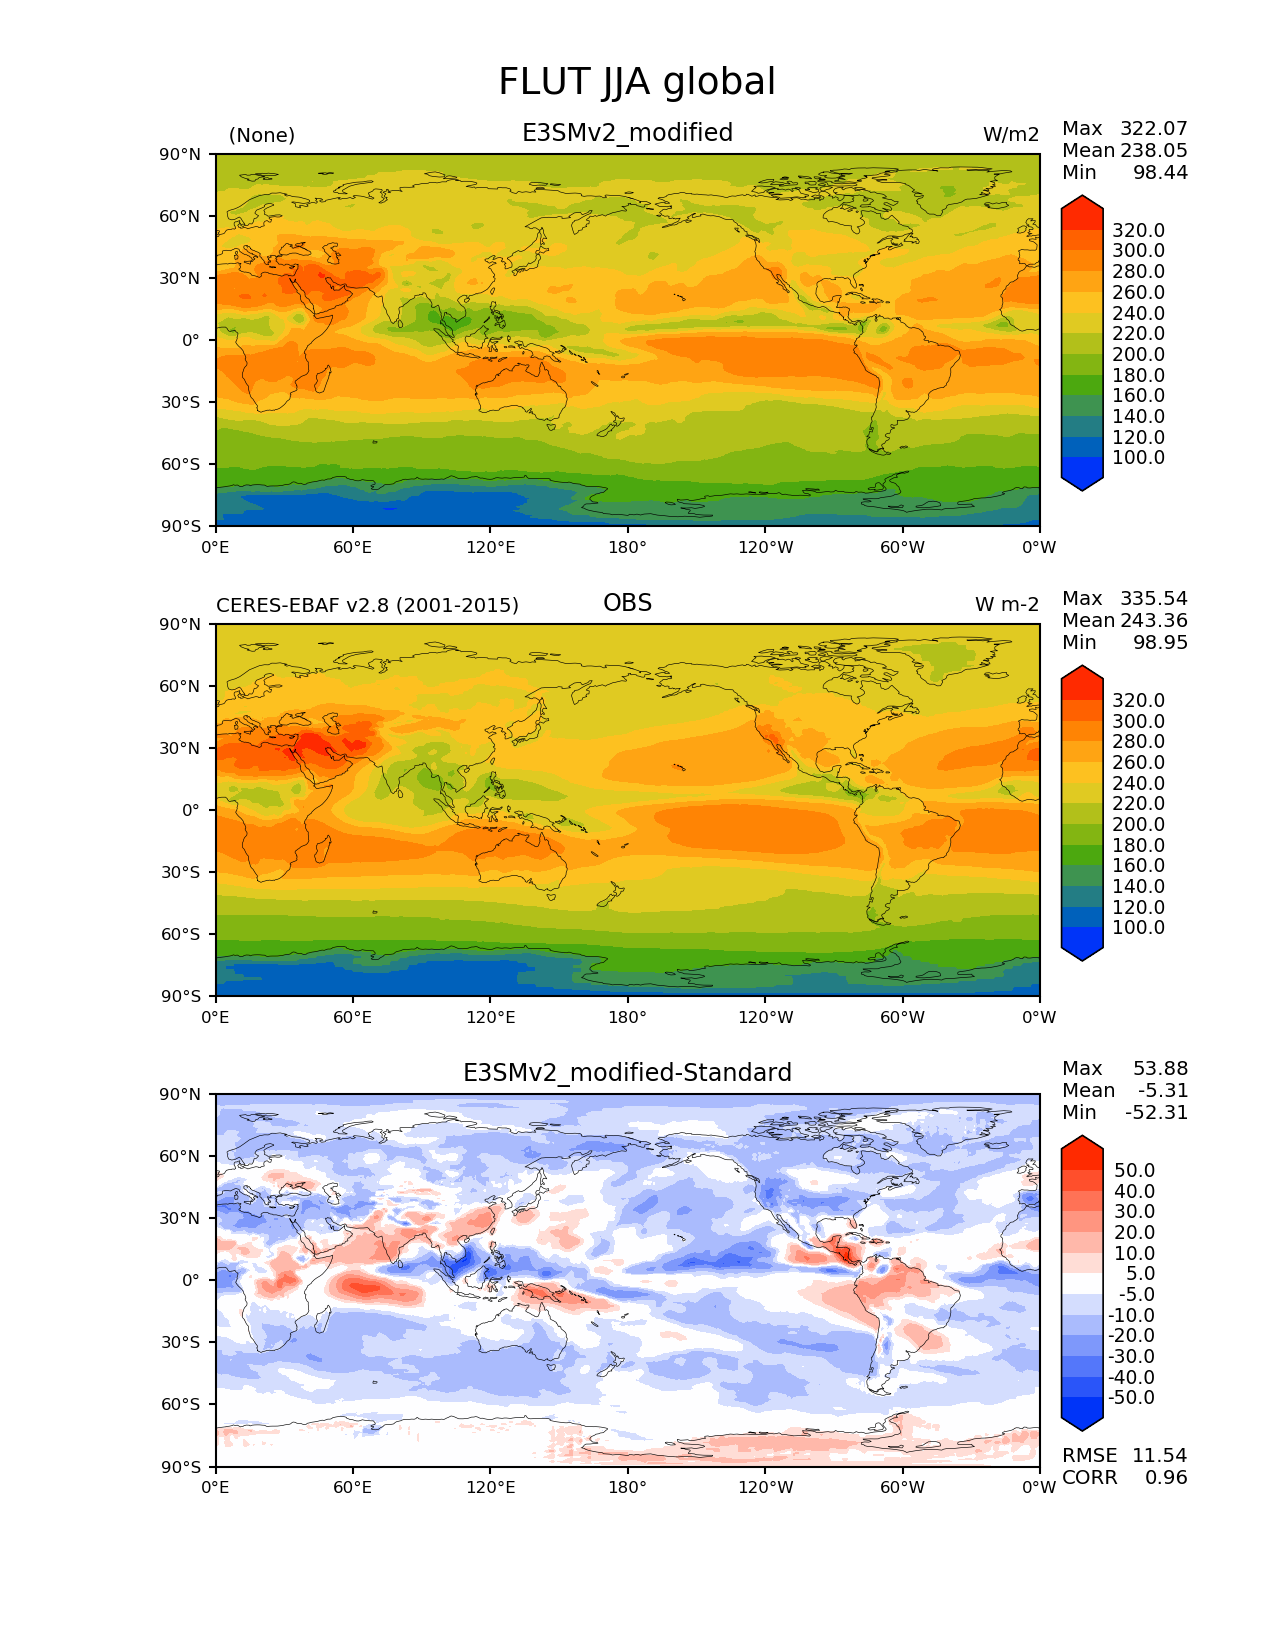 FLUT JJA global
(None) E3SMv2_modified W/m2
Max 322.07
Mean 238.05
Min 98.44
90°N
60°N
30°N
0°
30°S
60°S
90°S
0°E 60°E 120°E 180° 120°W 60°W 0°W
320.0
300.0
280.0
260.0
240.0
220.0
200.0
180.0
160.0
140.0
120.0
100.0
CERES-EBAF v2.8 (2001-2015) OBS W m-2
Max 335.54
Mean 243.36
Min 98.95
90°N
60°N
30°N
0°
30°S
60°S
90°S
0°E 60°E 120°E 180° 120°W 60°W 0°W
320.0
300.0
280.0
260.0
240.0
220.0
200.0
180.0
160.0
140.0
120.0
100.0
E3SMv2_modified-Standard
Max 53.88
Mean -5.31
Min -52.31
90°N
60°N
30°N
0°
30°S
60°S
90°S
0°E 60°E 120°E 180° 120°W 60°W 0°W
50.0
40.0
30.0
20.0
10.0
5.0
-5.0
-10.0
-20.0
-30.0
-40.0
-50.0
RMSE 11.54
CORR 0.96